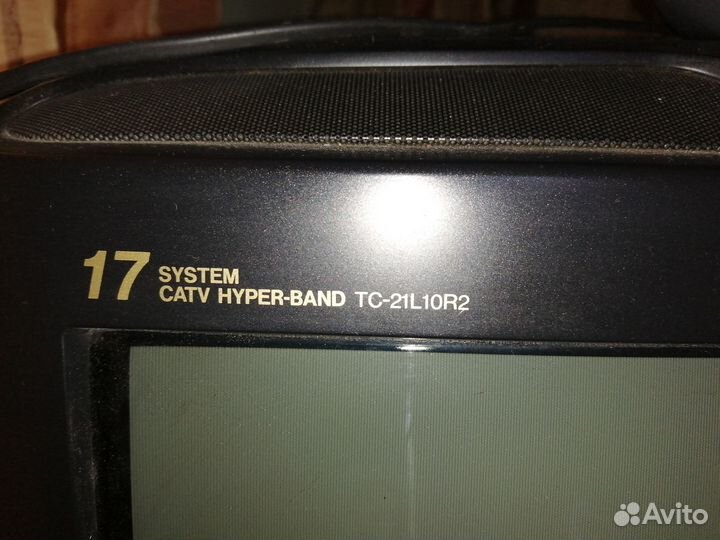 17 SYSTEM
CATV HYPER-BAND TC-21L10R2
Avito